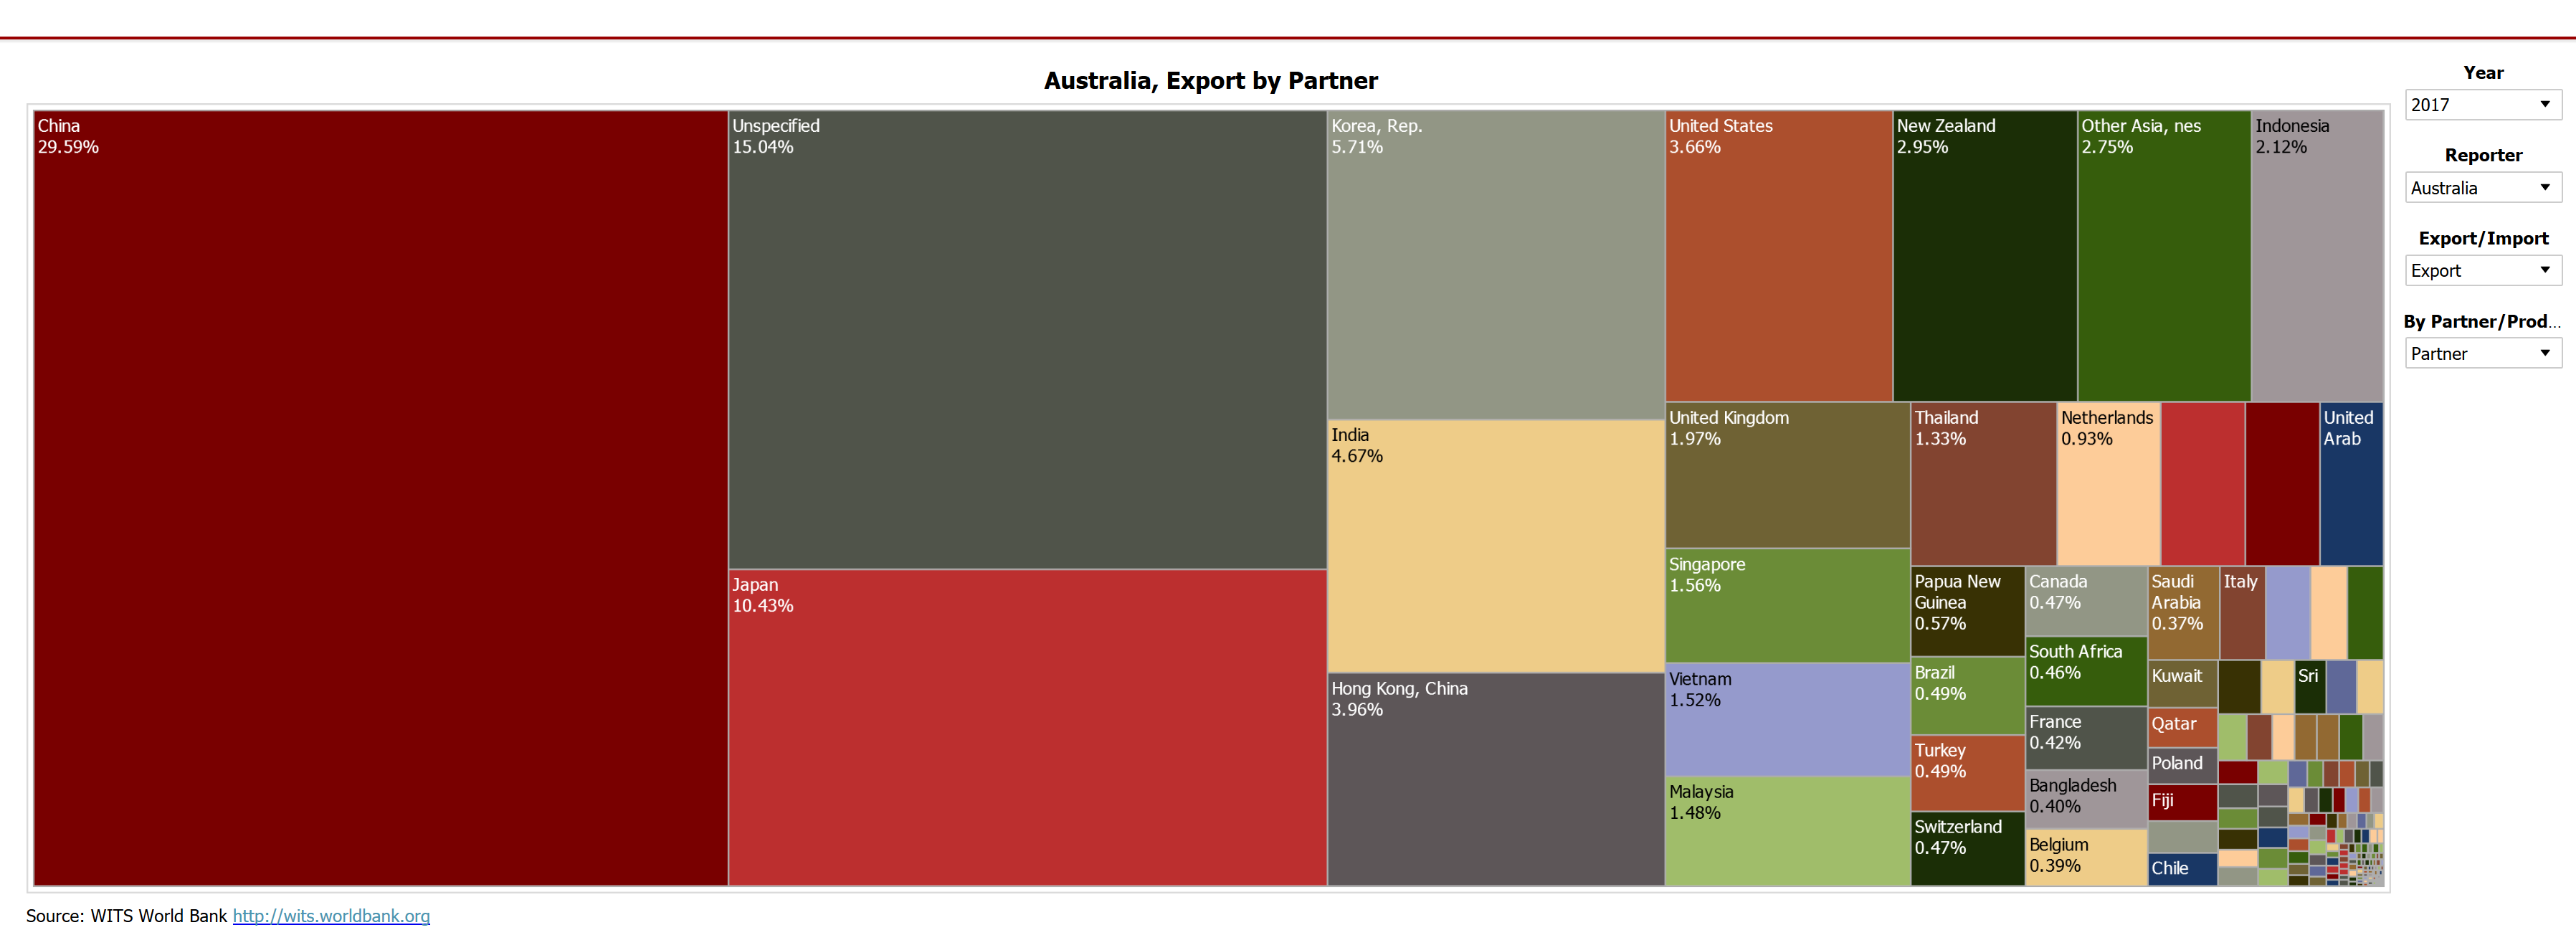 Australia, Export by Partner
China
29.59%
Unspecified
15.04%
Japan
10.43%
Korea, Rep.
5.71%
India
4.67%
Hong Kong, China
3.96%
United States
3.66%
New Zealand
2.95%
Other Asia, nes
2.75%
Indonesia
2.12%
United Kingdom
1.97%
Singapore
1.56%
Vietnam
1.52%
Malaysia
1.48%
Thailand
1.33%
Netherlands
0.93%
United
Arab
Papua New
Guinea
0.57%
Brazil
0.49%
Turkey
0.49%
Switzerland
0.47%
Canada
0.47%
South Africa
0.46%
France
0.42%
Bangladesh
0.40%
Belgium
0.39%
Saudi
Arabia
0.37%
Italy
Kuwait
Sri
Qatar
Poland
Fiji
Chile
Year
2017
Reporter
Australia
Export/Import
Export
By Partner/Prod...
Partner
Source: WITS World Bank http://wits.worldbank.org